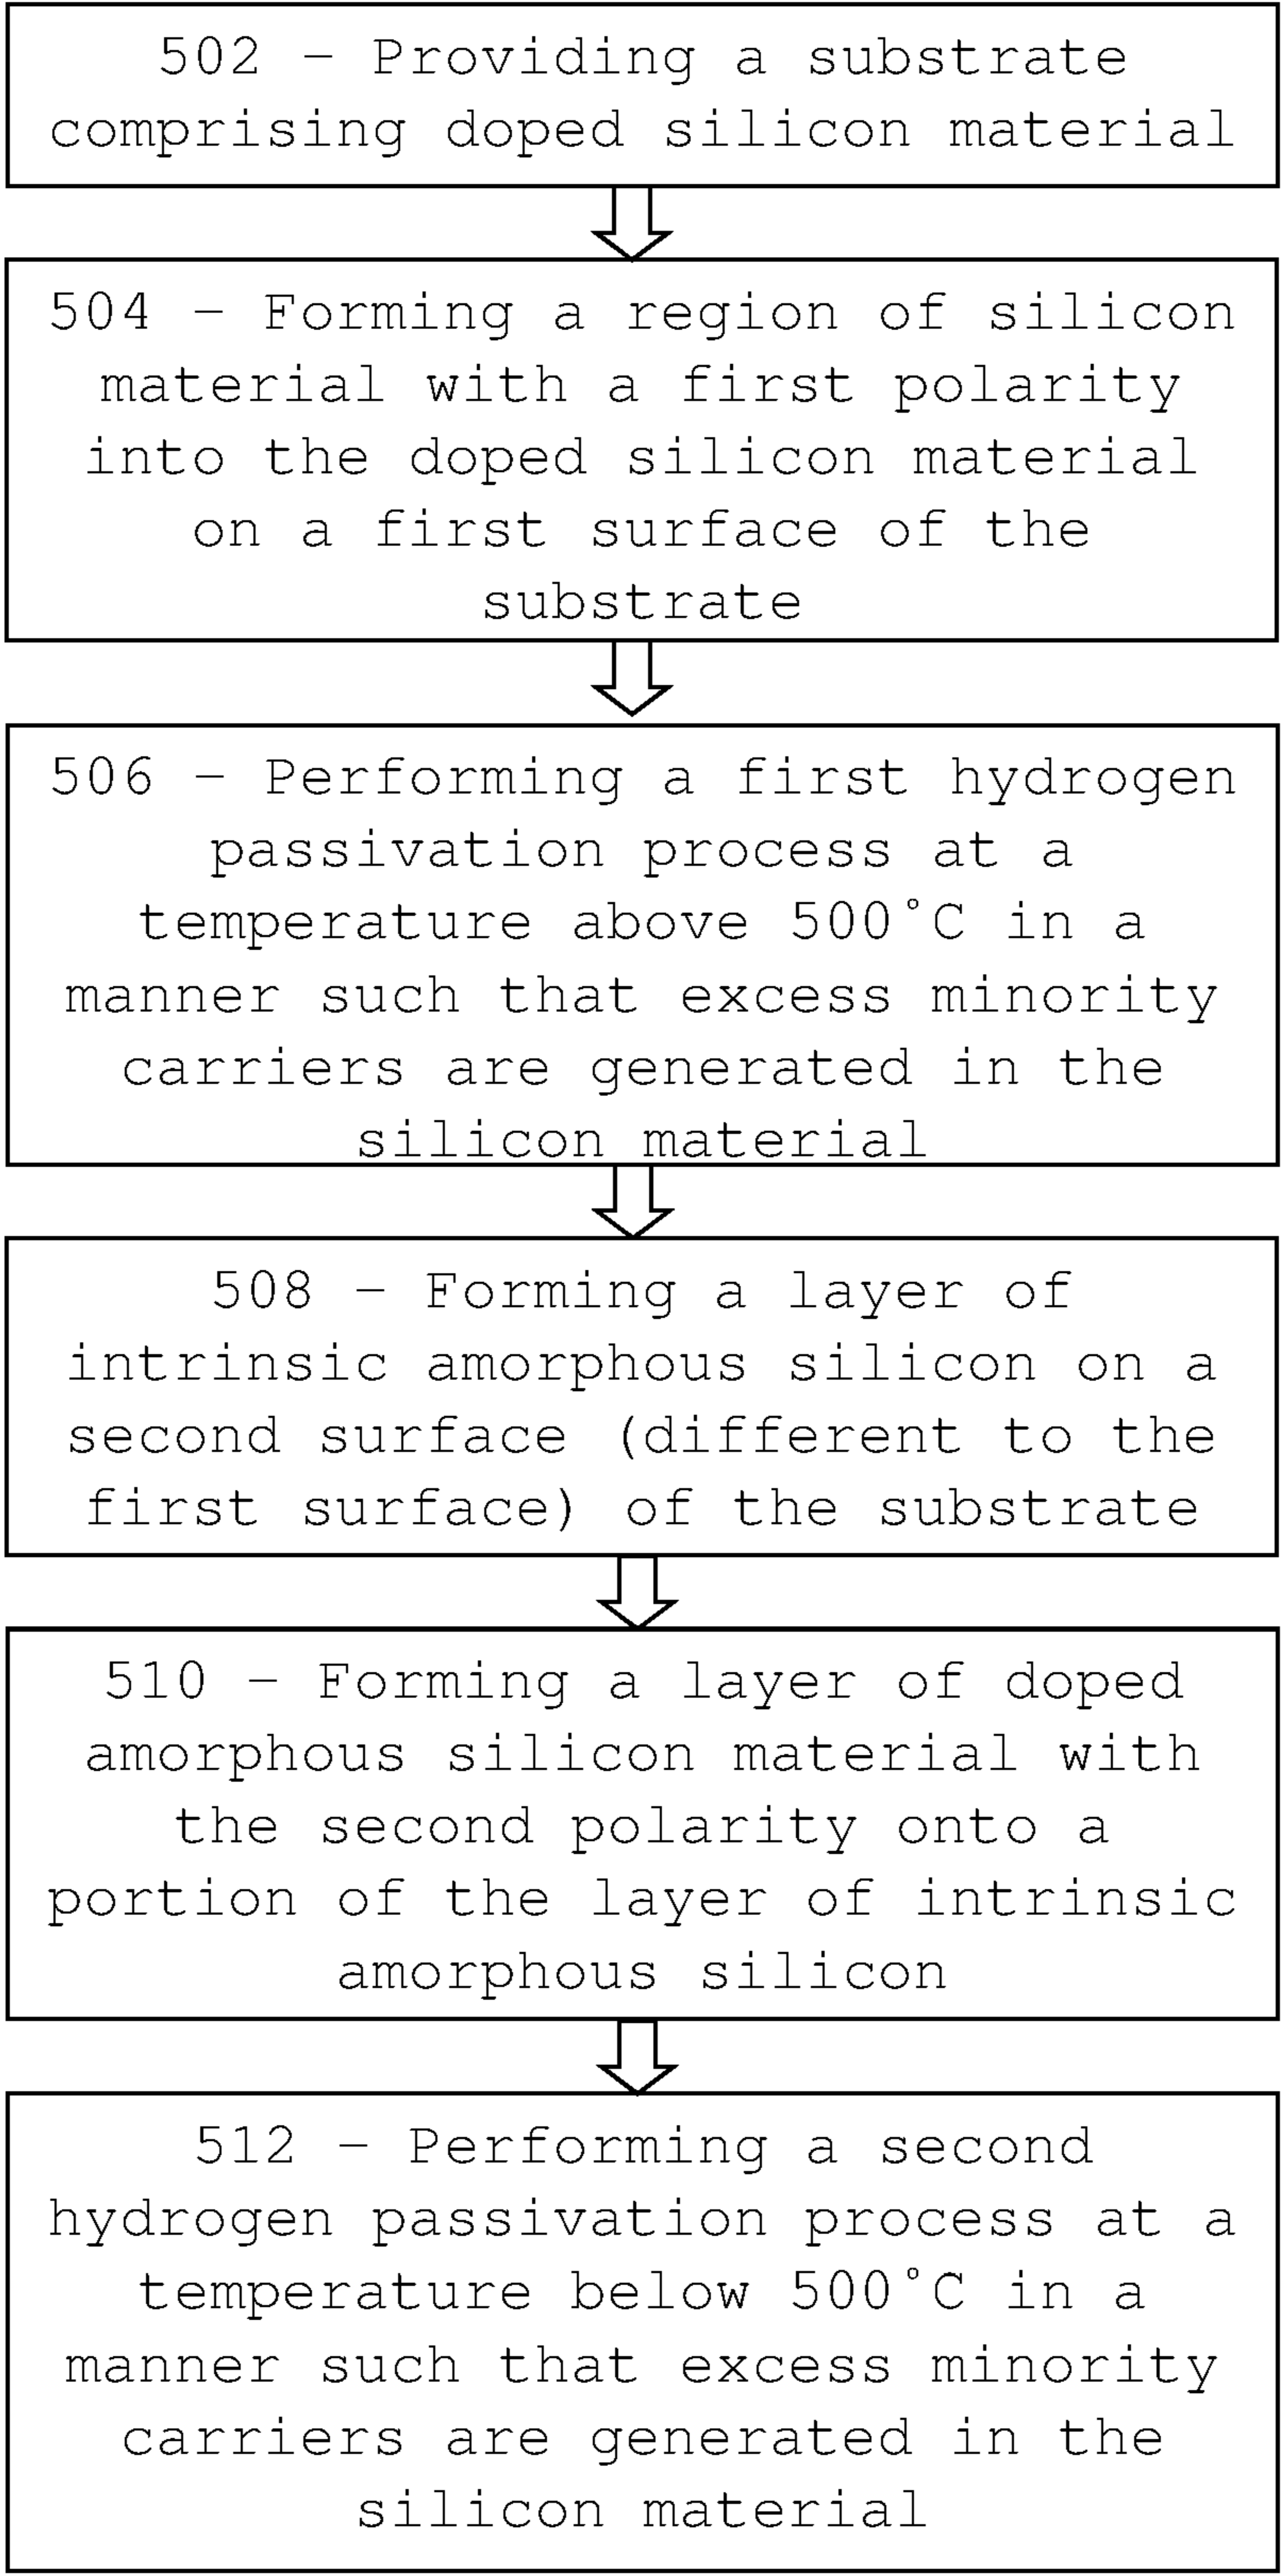 502 – Providing a substrate
comprising doped silicon material
504 – Forming a region of silicon
material with a first polarity
into the doped silicon material
on a first surface of the
substrate
506 – Performing a first hydrogen
passivation process at a
temperature above 500°C in a
manner such that excess minority
carriers are generated in the
silicon material
508 – Forming a layer of
intrinsic amorphous silicon on a
second surface (different to the
first surface) of the substrate
510 – Forming a layer of doped
amorphous silicon material with
the second polarity onto a
portion of the layer of intrinsic
amorphous silicon
512 – Performing a second
hydrogen passivation process at a
temperature below 500°C in a
manner such that excess minority
carriers are generated in the
silicon material